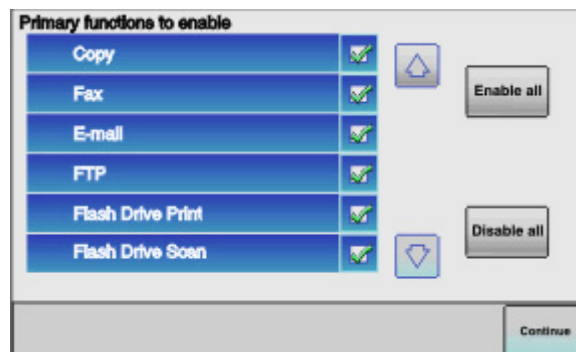 Primary functions to enable
Copy
Fax
E-mail
FTP
Flash Drive Print
Flash Drive Scan
Enable all
Disable all
Continue